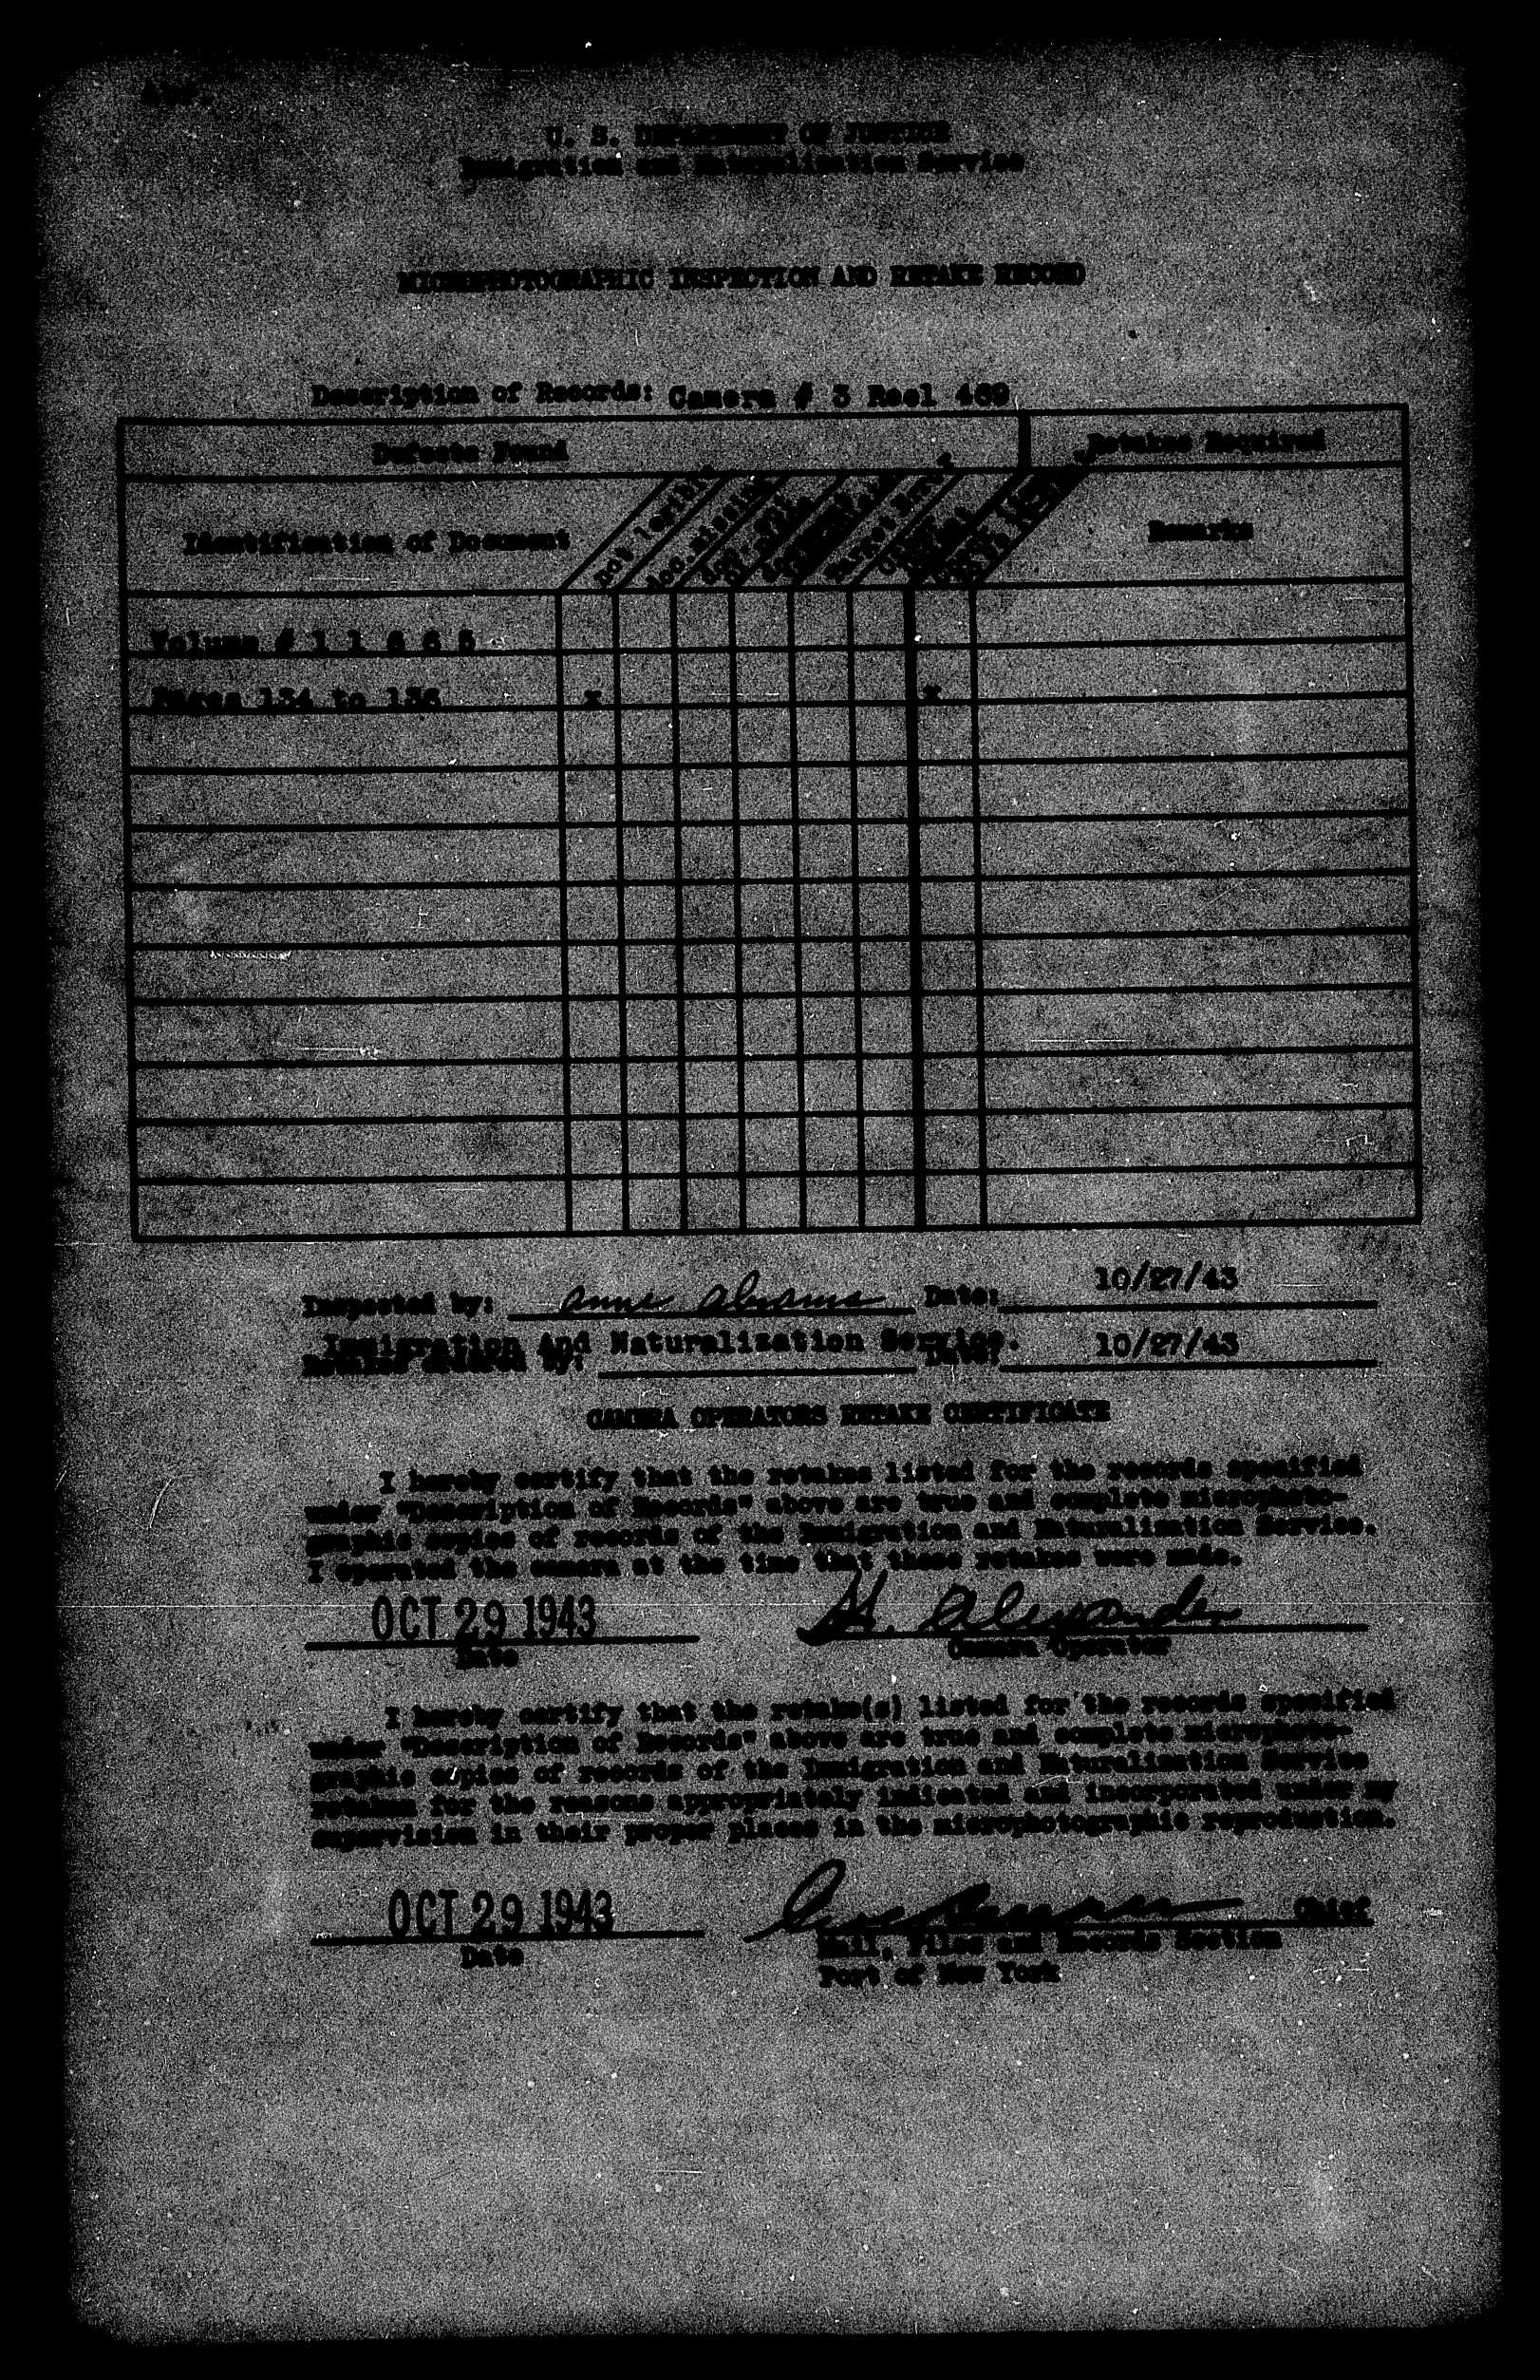 U. S. DEPARTMENT OF JUSTICE
Immigration and Naturalization Service
MICROPHOTOGRAPHIC INSPECTION AND RETAKE RECORD
Description of Records: Camera # 3 Reel 489
Defects Found Retakes Required
Identification of Document not legible doc. missing Remarks
Volume # 1 1 6 6 5
Pages 134 to 136 x x
Inspected by: Anne Abrams Date: 10/27/43
Immigration And Naturalization Service. 10/27/43
Retakes ordered by: Date:
CAMERA OPERATORS RETAKE CERTIFICATE
I hereby certify that the retakes listed for the records specified
under "Description of Records" above are true and complete microphoto-
graphic copies of records of the Immigration and Naturalization Service.
I operated the camera at the time that these retakes were made.
OCT 29 1943 H. Alexander
Date Camera Operator
I hereby certify that the retake(s) listed for the records specified
under "Description of Records" above are true and complete microphoto-
graphic copies of records of the Immigration and Naturalization Service
retaken for the reasons appropriately indicated and incorporated under my
supervision in their proper places in the microphotographic reproduction.
OCT 29 1943 Chief
Date Mail, Files and Records Section
Port of New York